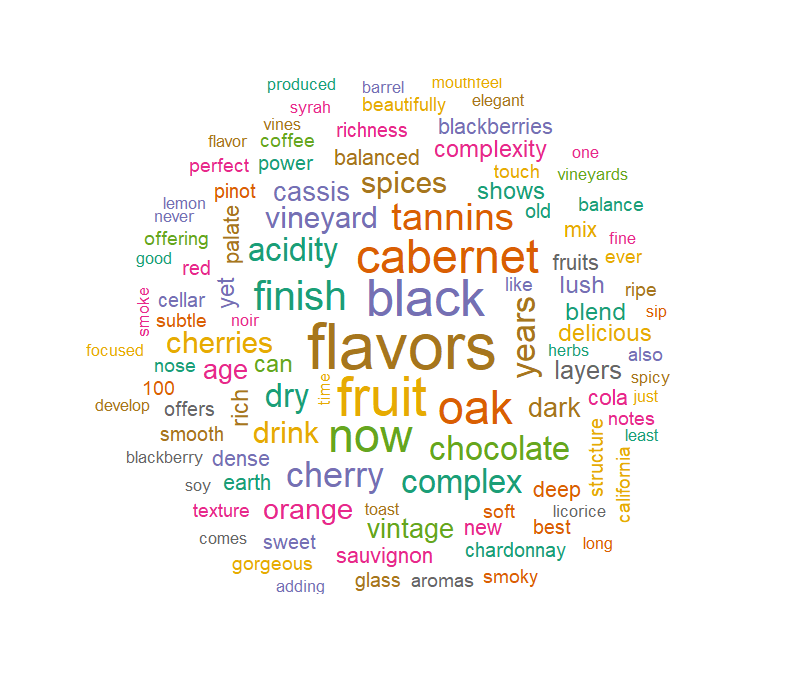 produced
barrel
mouthfeel
syrah
beautifully
elegant
vines
richness
blackberries
flavor
coffee
balanced
complexity
one
perfect
power
spices
touch
vineyards
pinot
cassis
shows
lemon
never
palate
vineyard
tannins
old
balance
offering
acidity
mix
fine
good
red
cabernet
fruits
ever
smoke
cellar
yet
finish
black
like
lush
ripe
subtle
noir
years
blend
sip
cherries
flavors
delicious
focused
nose
age
can
herbs
also
100
layers
spicy
develop
offers
rich
dry
time
fruit
oak
dark
cola
just
smooth
drink
now
chocolate
notes
least
blackberry
dense
cherry
complex
structure
california
soy
earth
deep
texture
orange
toast
soft
licorice
comes
sweet
vintage
new
best
gorgeous
sauvignon
chardonnay
long
adding
glass
aromas
smoky